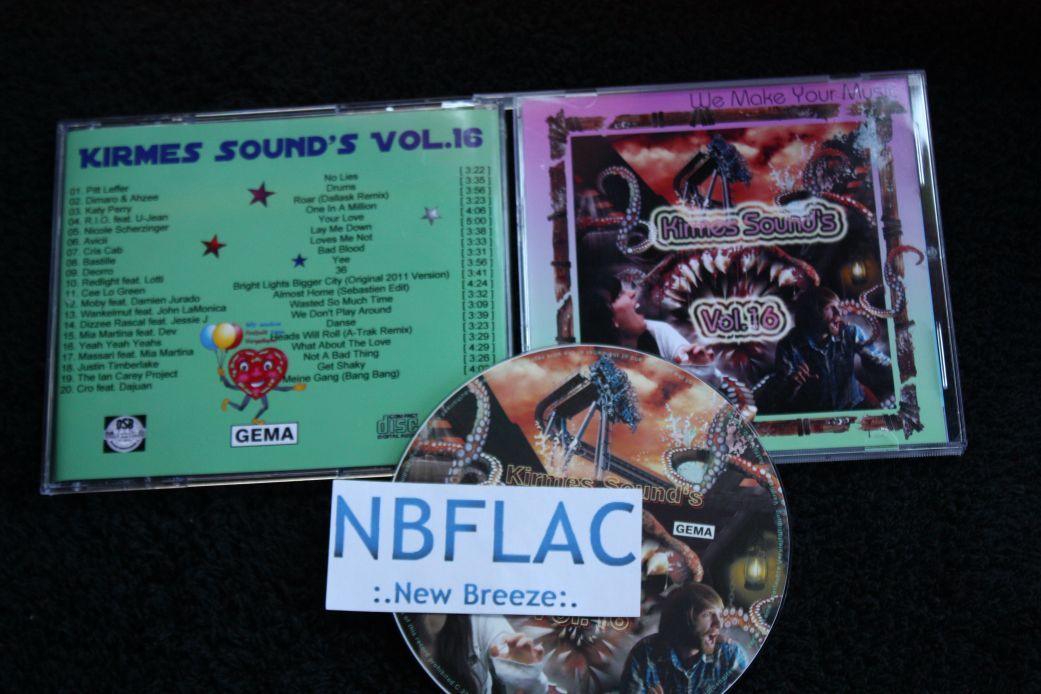 KIRMES SOUND'S VOL.16
01. Pitt Leffer No Lies [ 3:22 ]
02. Dimaro & Ahzee Drums [ 3:35 ]
03. Katy Perry Roar (Dallask Remix) [ 3:56 ]
04. R.I.O. feat. U-Jean One In A Million [ 3:23 ]
05. Nicole Scherzinger Your Love [ 4:06 ]
06. Avicii Lay Me Down [ 5:00 ]
07. Cris Cab Loves Me Not [ 3:38 ]
08. Bastille Bad Blood [ 3:33 ]
09. Deorro Yee [ 3:31 ]
10. Redlight feat. Lotti 36 [ 3:56 ]
11. Cee Lo Green Bright Lights Bigger City (Original 2011 Version) [ 3:41 ]
12. Moby feat. Damien Jurado Almost Home (Sebastien Edit) [ 4:24 ]
13. Wankelmut feat. John LaMonica Wasted So Much Time [ 3:32 ]
14. Dizzee Rascal feat. Jessie J We Don't Play Around [ 3:09 ]
15. Mia Martina feat. Dev Danse [ 3:39 ]
16. Yeah Yeah Yeahs Heads Will Roll (A-Trak Remix) [ 3:23 ]
17. Massari feat. Mia Martina What About The Love [ 3:29 ]
18. Justin Timberlake Not A Bad Thing [ 4:29 ]
19. The Ian Carey Project Get Shaky [ 3:26 ]
20. Cro feat. Dajuan Meine Gang (Bang Bang)
GEMA
COMPACT
disc
DIGITAL AUDIO
We Make Your Music
Kirmes Sound's
Vol.16
Kirmes Sound's
GEMA
NBFLAC
:.New Breeze:.
Vol.16